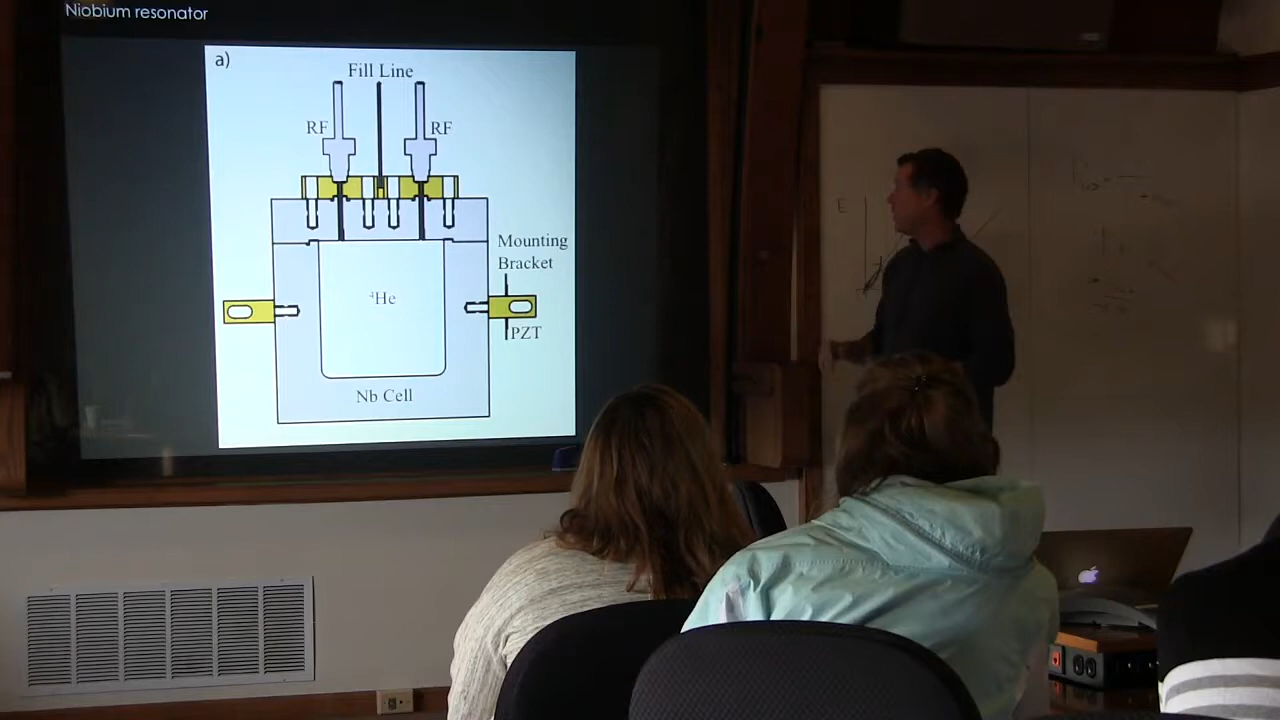 Niobium resonator
a)
Fill Line
RF
RF
Mounting
Bracket
⁴He
PZT
Nb Cell
E